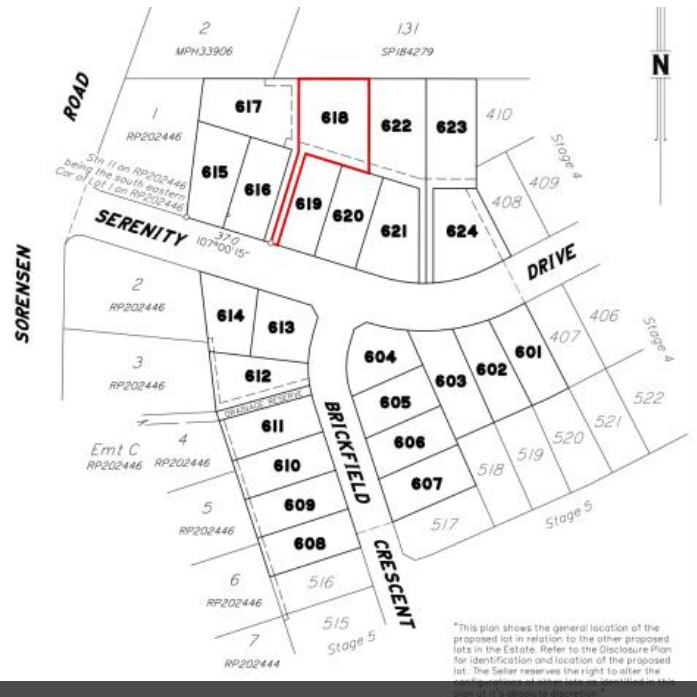 2
MPH33906
131
SP184279
N
ROAD
1
RP202446
617
618
622
623
410
Stage 4
409
408
615
616
619
620
621
624
Stn II on RP202446
being the south eastern
Cor of Lot I on RP202446
SERENITY
37·0
107°00'15"
DRIVE
SORENSEN
2
RP202446
614
613
604
601
407
406
Stage 4
3
RP202446
612
DRAINAGE RESERVE
603
602
605
611
BRICKFIELD
606
522
521
520
519
518
Emt C
RP202446
4
RP202446
610
607
5
RP202446
609
517
Stage 5
608
CRESCENT
6
RP202446
516
515
Stage 5
7
RP202444
"This plan shows the general location of the
proposed lot in relation to the other proposed
lots in the Estate. Refer to the Disclosure Plan
for identification and location of the proposed
lot. The Seller reserves the right to alter the
configurations of other lots as identified in this
plan at it's absolute discretion."